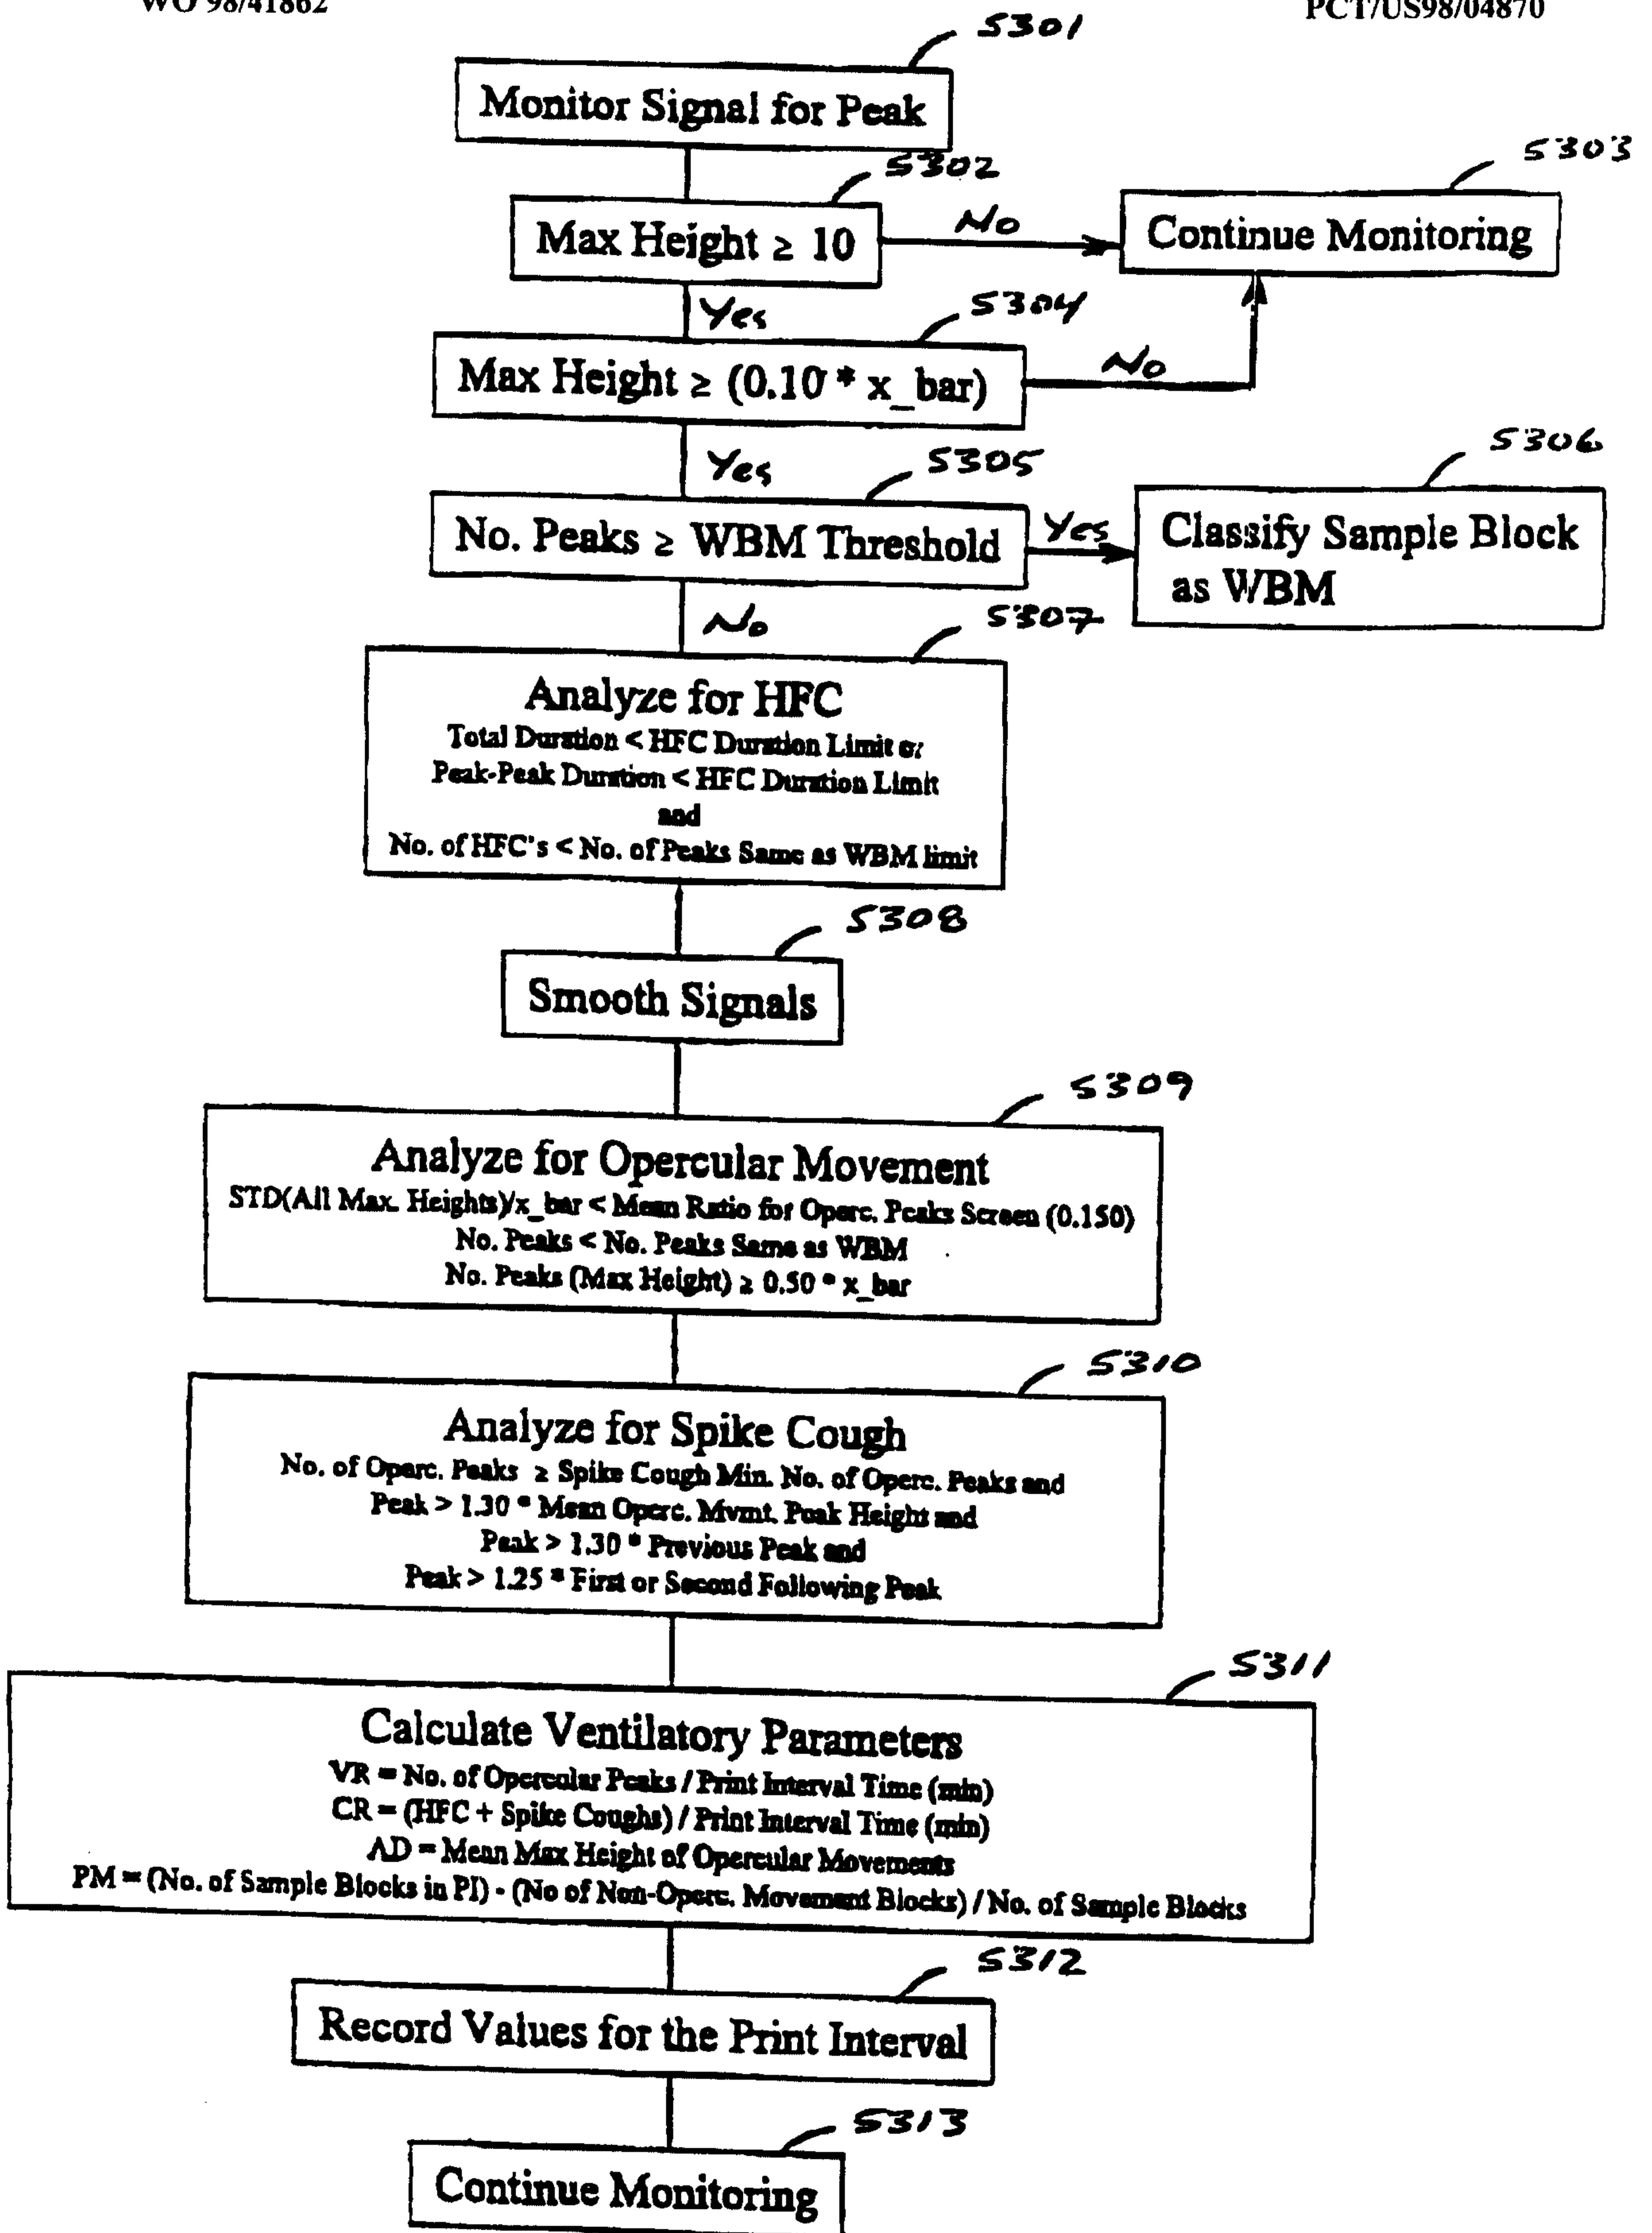 WO 98/41862
PCT/US98/04870
S301
Monitor Signal for Peak
S302
S303
Max Height ≥ 10
No
Continue Monitoring
Yes
S304
Max Height ≥ (0.10 * x_bar)
No
Yes
S305
S306
No. Peaks ≥ WBM Threshold
Yes
Classify Sample Block
as WBM
No
S307
Analyze for HFC
Total Duration < HFC Duration Limit or
Peak-Peak Duration < HFC Duration Limit
and
No. of HFC's < No. of Peaks Same as WBM limit
S308
Smooth Signals
S309
Analyze for Opercular Movement
STD(All Max. Heights)/x_bar < Mean Ratio for Operc. Peaks Screen (0.150)
No. Peaks < No. Peaks Same as WBM
No. Peaks (Max Height) ≥ 0.50 * x_bar
S310
Analyze for Spike Cough
No. of Operc. Peaks ≥ Spike Cough Min. No. of Operc. Peaks and
Peak > 1.30 * Mean Operc. Mvmt. Peak Height and
Peak > 1.30 * Previous Peak and
Peak > 1.25 * First or Second Following Peak
S311
Calculate Ventilatory Parameters
VR = No. of Opercular Peaks / Print Interval Time (min)
CR = (HFC + Spike Coughs) / Print Interval Time (min)
AD = Mean Max Height of Opercular Movements
PM = (No. of Sample Blocks in PI) - (No of Non-Operc. Movement Blocks) / No. of Sample Blocks
S312
Record Values for the Print Interval
S313
Continue Monitoring